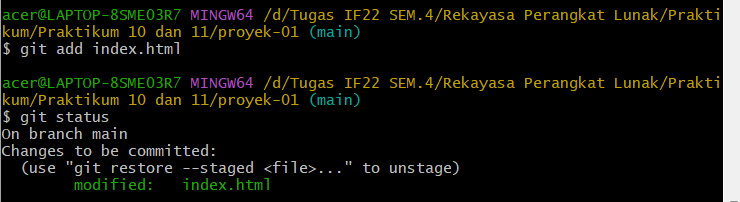 acer@LAPTOP-8SME03R7 MINGW64 /d/Tugas IF22 SEM.4/Rekayasa Perangkat Lunak/Prakti
kum/Praktikum 10 dan 11/proyek-01 (main)
$ git add index.html
acer@LAPTOP-8SME03R7 MINGW64 /d/Tugas IF22 SEM.4/Rekayasa Perangkat Lunak/Prakti
kum/Praktikum 10 dan 11/proyek-01 (main)
$ git status
On branch main
Changes to be committed:
  (use "git restore --staged <file>..." to unstage)
        modified:   index.html